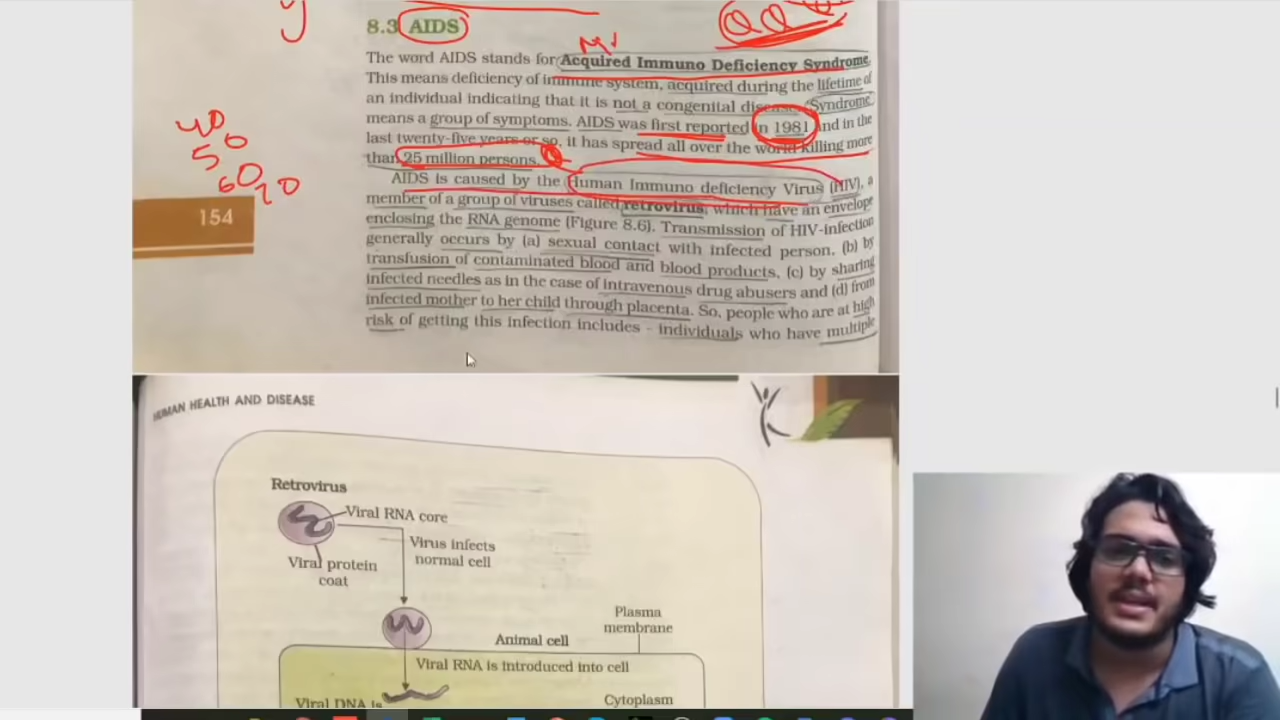 8.3 AIDS
The word AIDS stands for Acquired Immuno Deficiency Syndrome.
This means deficiency of immune system, acquired during the lifetime of
an individual indicating that it is not a congenital disease. 'Syndrome'
means a group of symptoms. AIDS was first reported in 1981 and in the
last twenty-five years or so, it has spread all over the world killing more
than 25 million persons.
AIDS is caused by the Human Immuno deficiency Virus (HIV), a
member of a group of viruses called retrovirus, which have an envelope
enclosing the RNA genome (Figure 8.6). Transmission of HIV-infection
generally occurs by (a) sexual contact with infected person, (b) by
transfusion of contaminated blood and blood products, (c) by sharing
infected needles as in the case of intravenous drug abusers and (d) from
infected mother to her child through placenta. So, people who are at high
risk of getting this infection includes - individuals who have multiple
40
50
60
70
154
HUMAN HEALTH AND DISEASE
Retrovirus
Viral RNA core
Virus infects
normal cell
Viral protein
coat
Plasma
membrane
Animal cell
Viral RNA is introduced into cell
Viral DNA is
Cytoplasm